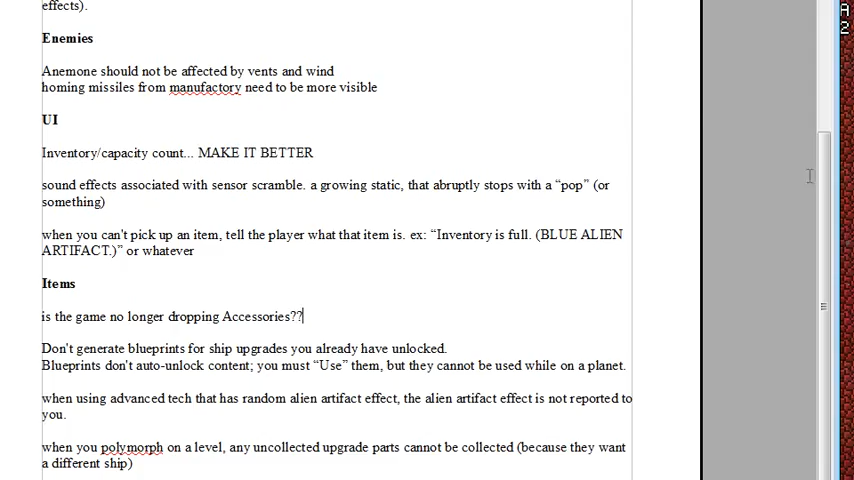 effects).
Enemies
Anemone should not be affected by vents and wind
homing missiles from manufactory need to be more visible
UI
Inventory/capacity count... MAKE IT BETTER
sound effects associated with sensor scramble. a growing static, that abruptly stops with a “pop” (or
something)
when you can't pick up an item, tell the player what that item is. ex: “Inventory is full. (BLUE ALIEN
ARTIFACT.)” or whatever
Items
is the game no longer dropping Accessories??
Don't generate blueprints for ship upgrades you already have unlocked.
Blueprints don't auto-unlock content; you must “Use” them, but they cannot be used while on a planet.
when using advanced tech that has random alien artifact effect, the alien artifact effect is not reported to
you.
when you polymorph on a level, any uncollected upgrade parts cannot be collected (because they want
a different ship)
A
2